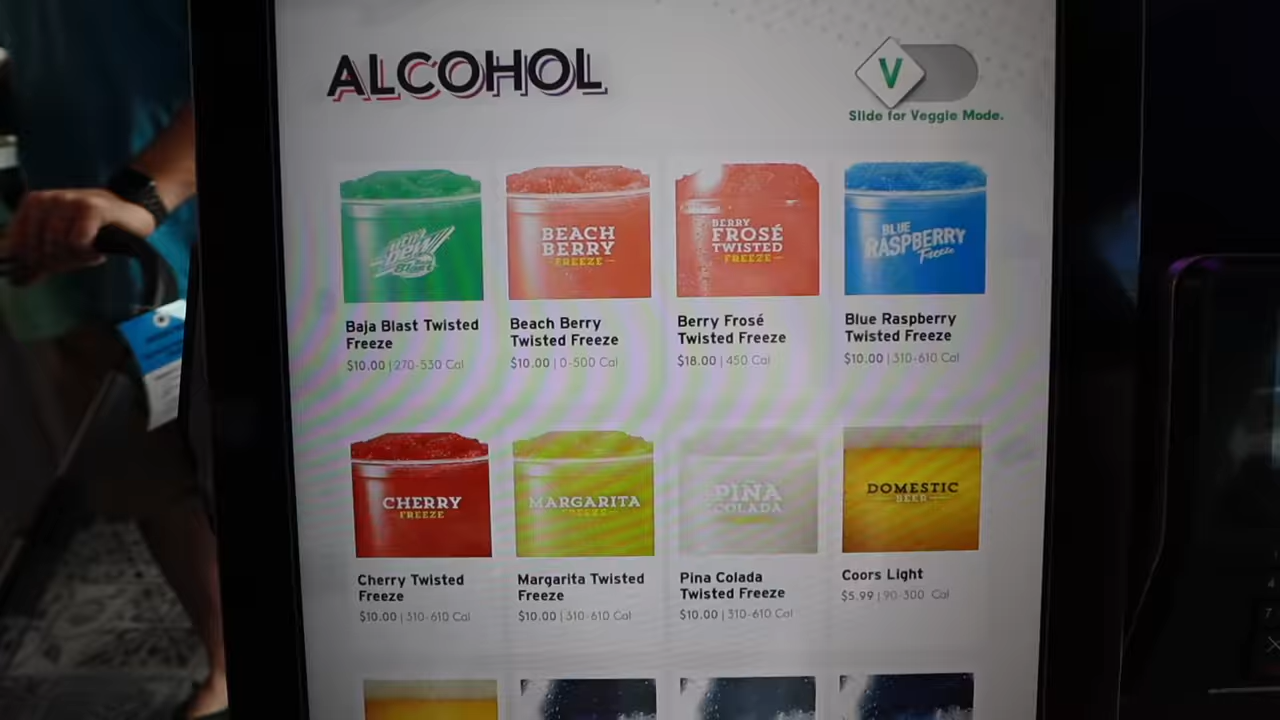 ALCOHOL
V
Slide for Veggie Mode.
BEACH
BERRY
FREEZE
BERRY
FROSÉ
TWISTED
FREEZE
BLUE
RASPBERRY
Freeze
Baja Blast Twisted
Freeze
$10.00 | 270-530 Cal
Beach Berry
Twisted Freeze
$10.00 | 0-500 Cal
Berry Frosé
Twisted Freeze
$18.00 | 450 Cal
Blue Raspberry
Twisted Freeze
$10.00 | 310-610 Cal
CHERRY
FREEZE
MARGARITA
FREEZE
PIÑA
COLADA
DOMESTIC
BEER
Cherry Twisted
Freeze
$10.00 | 310-610 Cal
Margarita Twisted
Freeze
$10.00 | 310-610 Cal
Pina Colada
Twisted Freeze
$10.00 | 310-610 Cal
Coors Light
$5.99 | 90-300 Cal